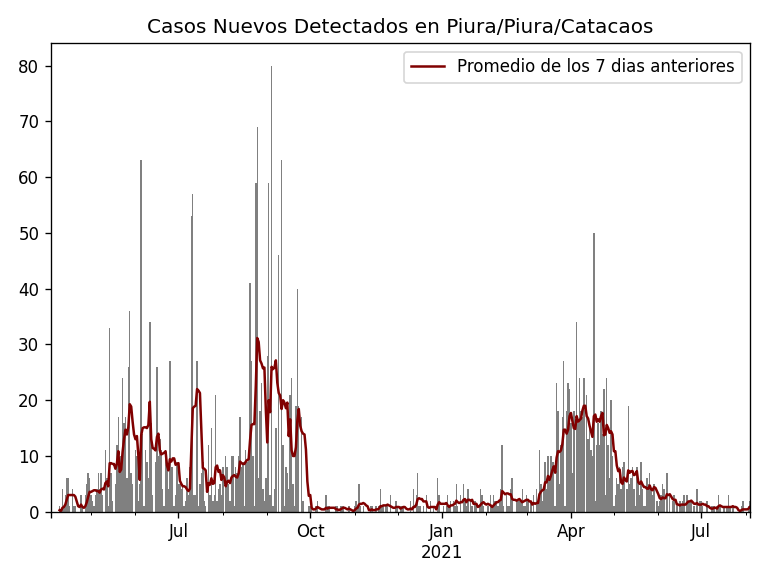 Casos Nuevos Detectados en Piura/Piura/Catacaos
Promedio de los 7 dias anteriores
80
70
60
50
40
30
20
10
0
Jul
Oct
Jan
2021
Apr
Jul